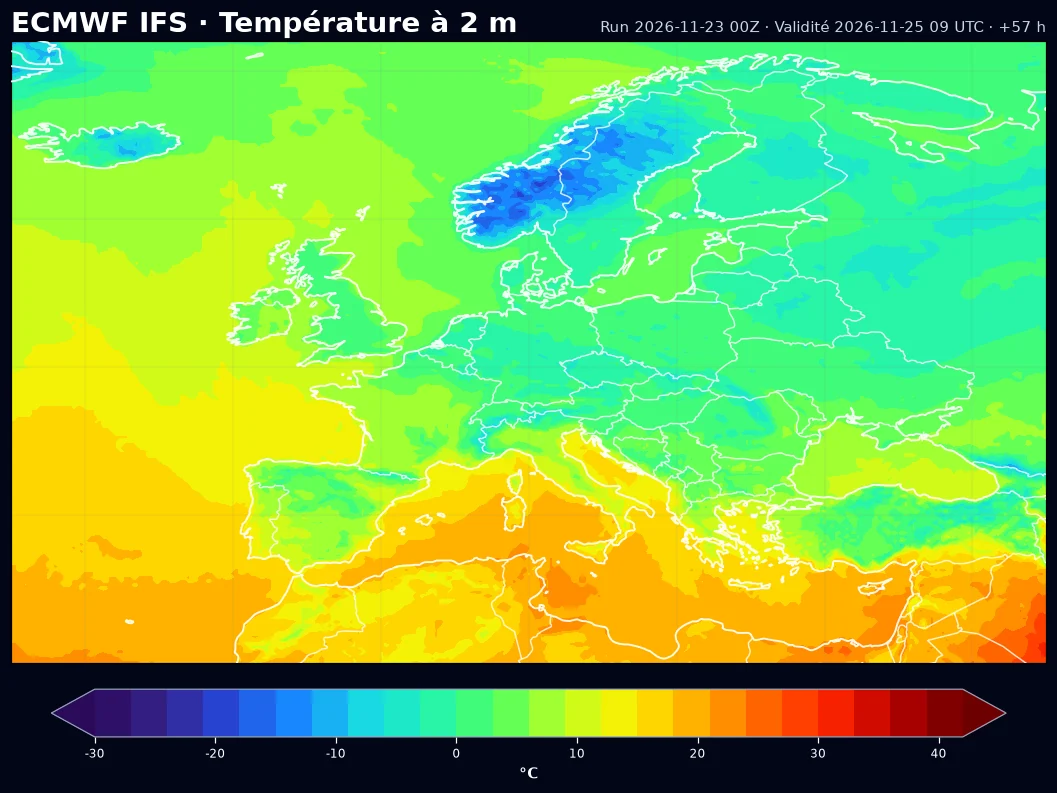 ECMWF IFS · Température à 2 m
Run 2026-11-23 00Z · Validité 2026-11-25 09 UTC · +57 h
-30 -20 -10 0 10 20 30 40
°C